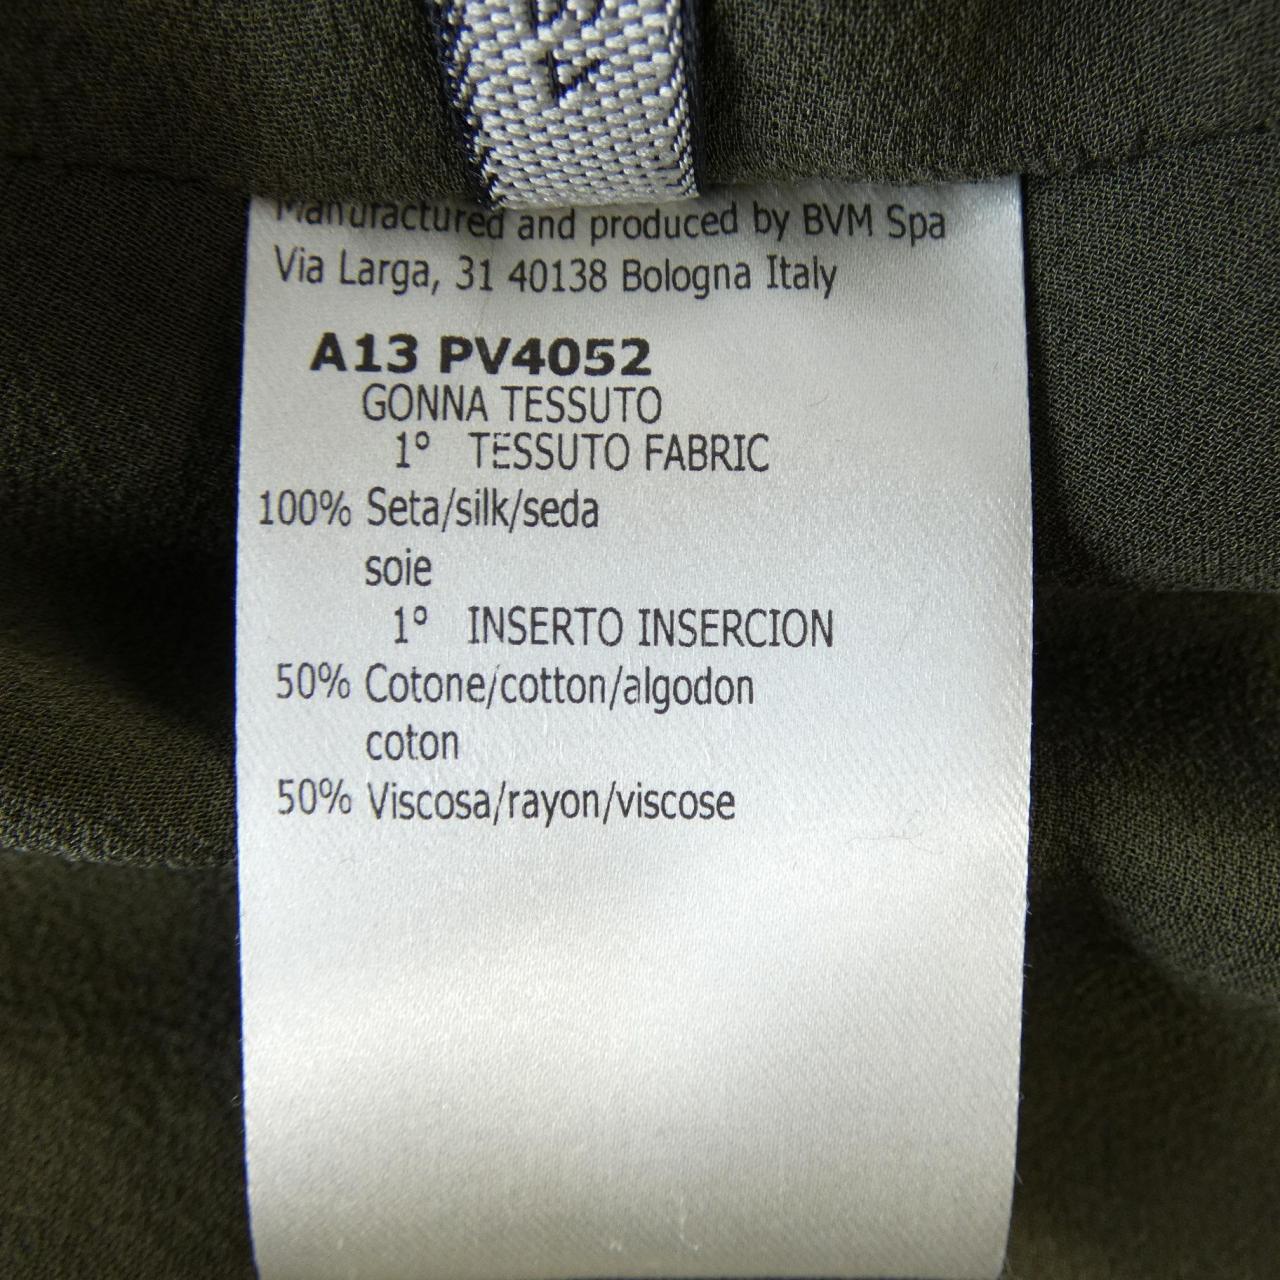 Manufactured and produced by BVM Spa
Via Larga, 31 40138 Bologna Italy
A13 PV4052
GONNA TESSUTO
1° TESSUTO FABRIC
100% Seta/silk/seda
soie
1° INSERTO INSERCION
50% Cotone/cotton/algodon
coton
50% Viscosa/rayon/viscose